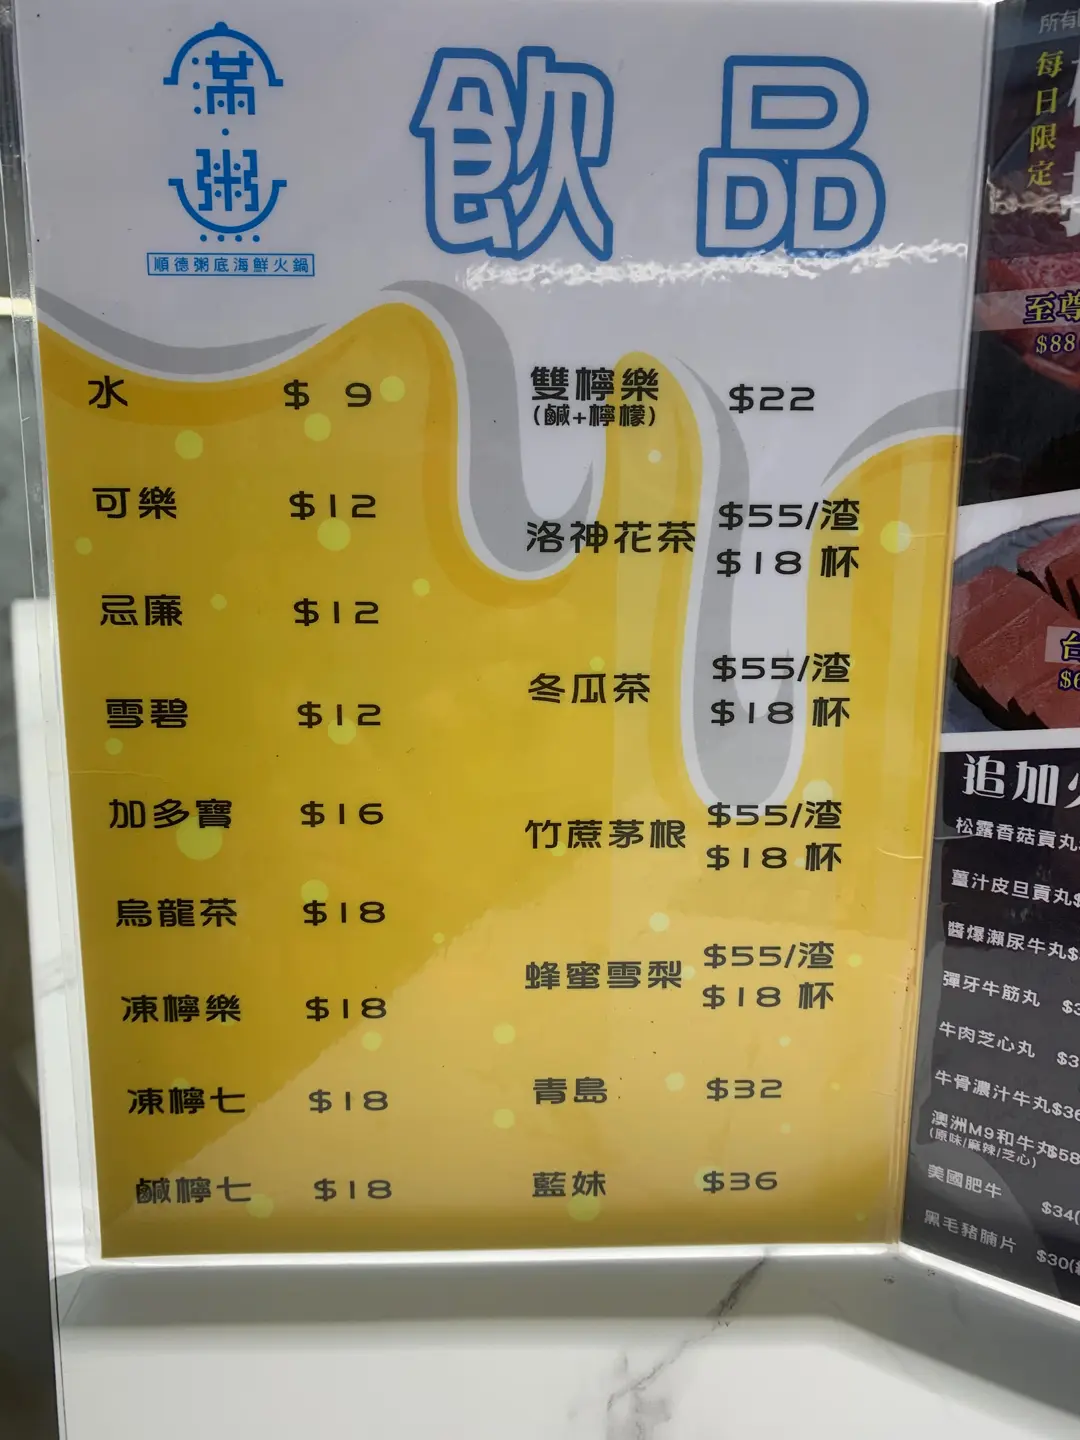 滿
粥
順德粥底海鮮火鍋
飲品
水 $ 9
可樂 $12
忌廉 $12
雪碧 $12
加多寶 $16
烏龍茶 $18
凍檸樂 $18
凍檸七 $18
鹹檸七 $18
雙檸樂 $22
(鹹+檸檬)
洛神花茶 $55/渣
$18 杯
冬瓜茶 $55/渣
$18 杯
竹蔗茅根 $55/渣
$18 杯
蜂蜜雪梨 $55/渣
$18 杯
青島 $32
藍妹 $36
所有
每日限定
至尊
$88
追加
松露香菇貢丸
薑汁皮旦貢丸
醬爆瀨尿牛丸
彈牙牛筋丸
牛肉芝心丸
牛骨濃汁牛丸
澳洲M9和牛丸$58
(原味/麻辣/芝心)
美國肥牛 $34(
黑毛豬腩片 $30(